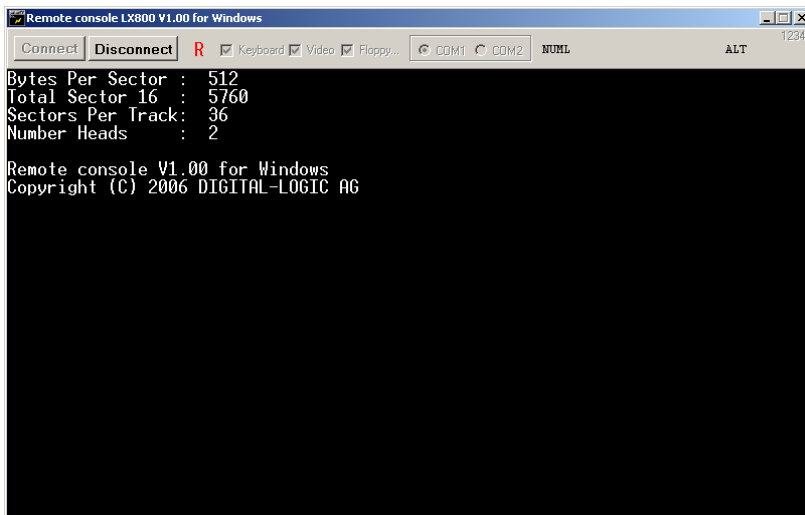 Remote console LX800 V1.00 for Windows
Connect Disconnect R Keyboard Video Floppy... COM1 COM2 NUML ALT 1234
Bytes Per Sector : 512
Total Sector 16 : 5760
Sectors Per Track: 36
Number Heads : 2
Remote console V1.00 for Windows
Copyright (C) 2006 DIGITAL-LOGIC AG